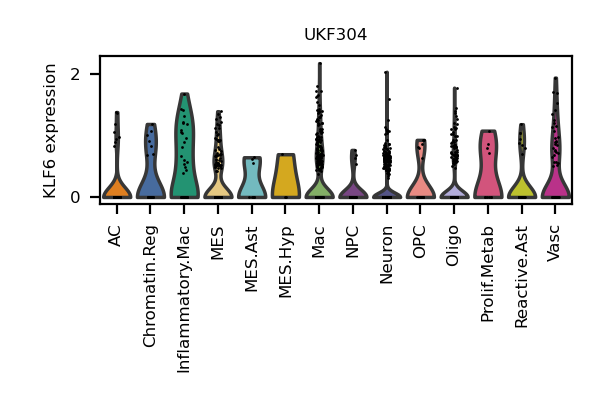 UKF304
KLF6 expression
2
0
AC
Chromatin.Reg
Inflammatory.Mac
MES
MES.Ast
MES.Hyp
Mac
NPC
Neuron
OPC
Oligo
Prolif.Metab
Reactive.Ast
Vasc